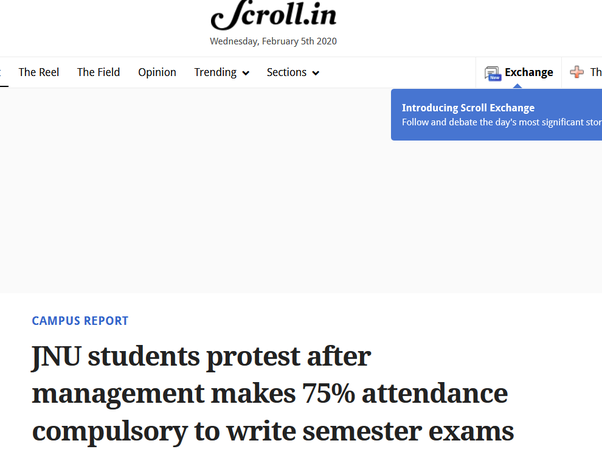 Scroll.in
Wednesday, February 5th 2020
The Reel The Field Opinion Trending Sections New Exchange
Introducing Scroll Exchange
Follow and debate the day's most significant
CAMPUS REPORT
JNU students protest after
management makes 75% attendance
compulsory to write semester exams